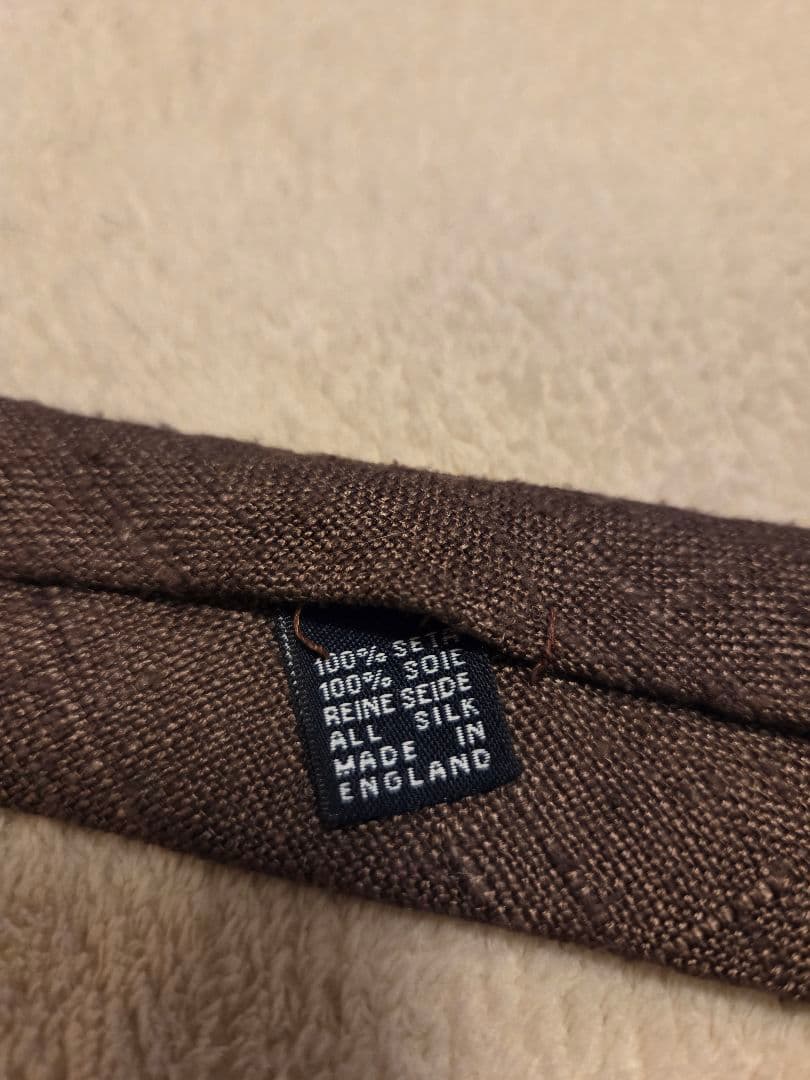 100% SETA
100% SOIE
REINE SEIDE
ALL SILK
MADE IN
ENGLAND